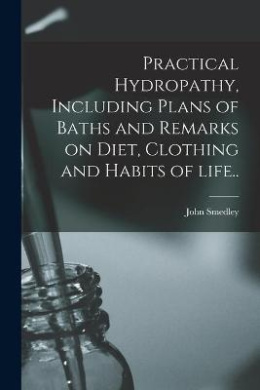 Practical
Hydropathy,
Including Plans of
Baths and Remarks
on Diet, Clothing
and Habits of life..
John Smedley